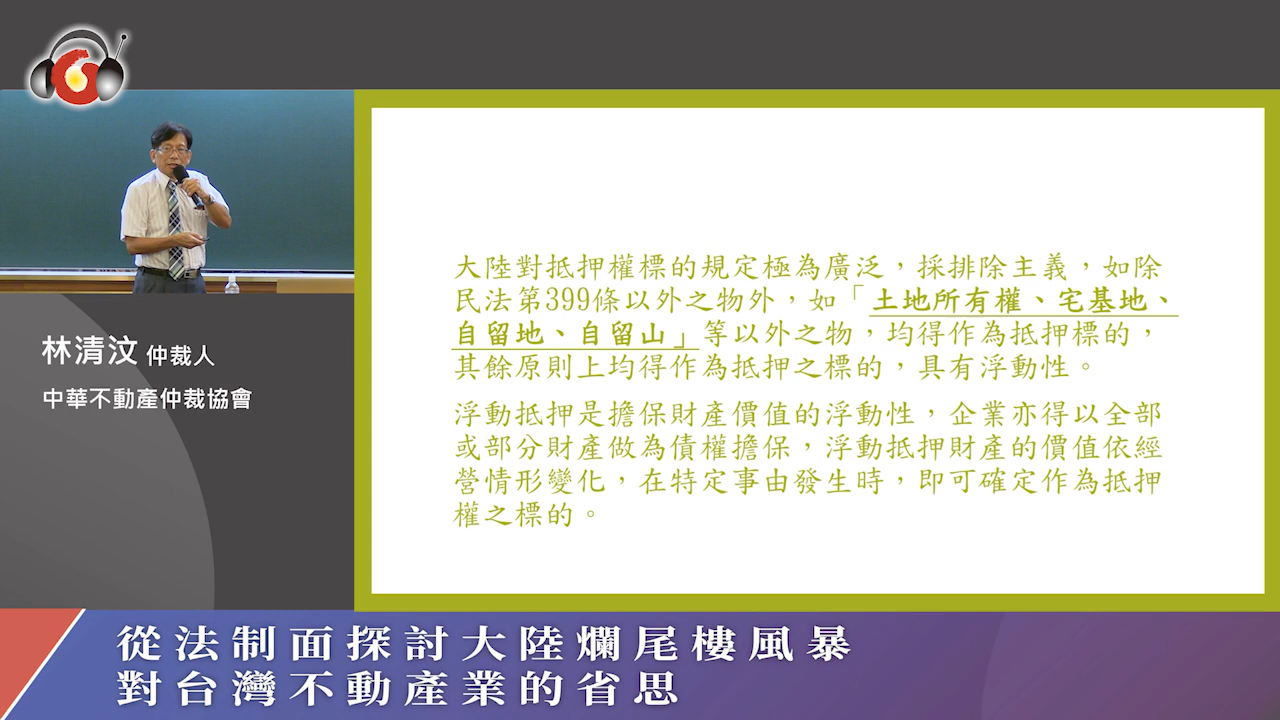 林清汶 仲裁人
中華不動產仲裁協會
大陸對抵押權標的規定極為廣泛，採排除主義，如除
民法第399條以外之物外，如「土地所有權、宅基地、
自留地、自留山」等以外之物，均得作為抵押標的，
其餘原則上均得作為抵押之標的，具有浮動性。
浮動抵押是擔保財產價值的浮動性，企業亦得以全部
或部分財產做為債權擔保，浮動抵押財產的價值依經
營情形變化，在特定事由發生時，即可確定作為抵押
權之標的。
從法制面探討大陸爛尾樓風暴
對台灣不動產業的省思